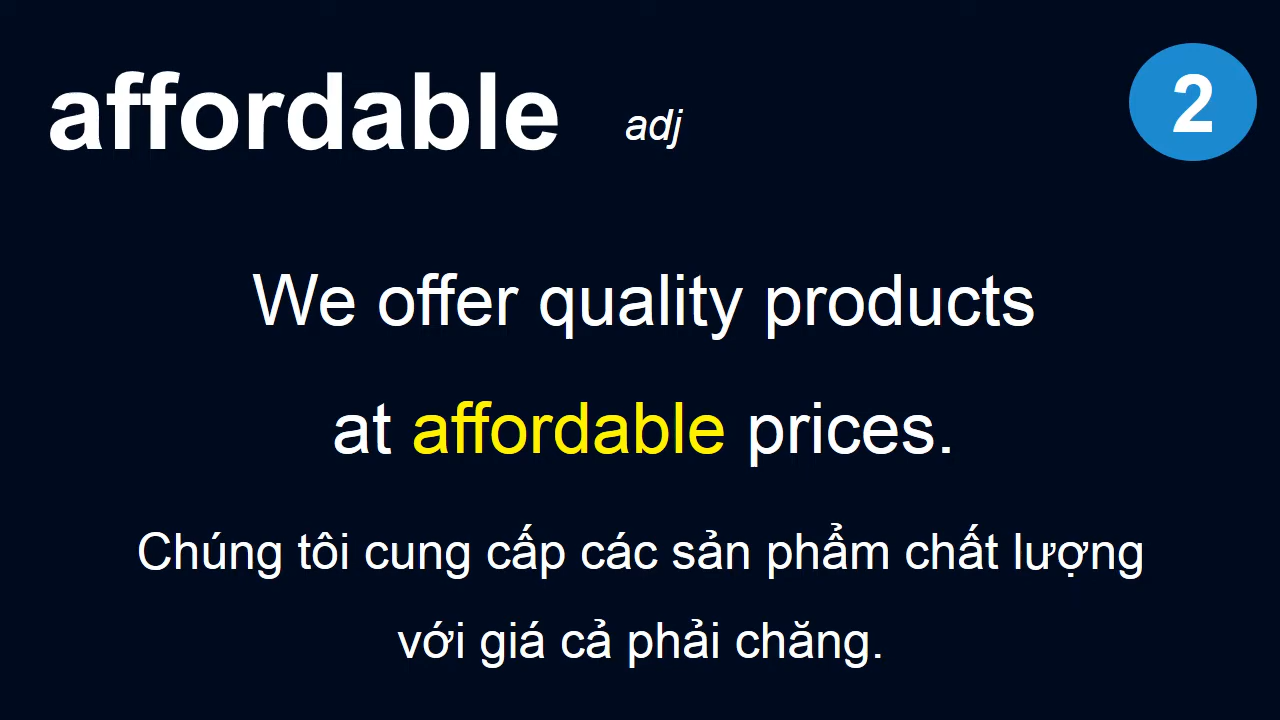 affordable adj 2
We offer quality products
at affordable prices.
Chúng tôi cung cấp các sản phẩm chất lượng
với giá cả phải chăng.